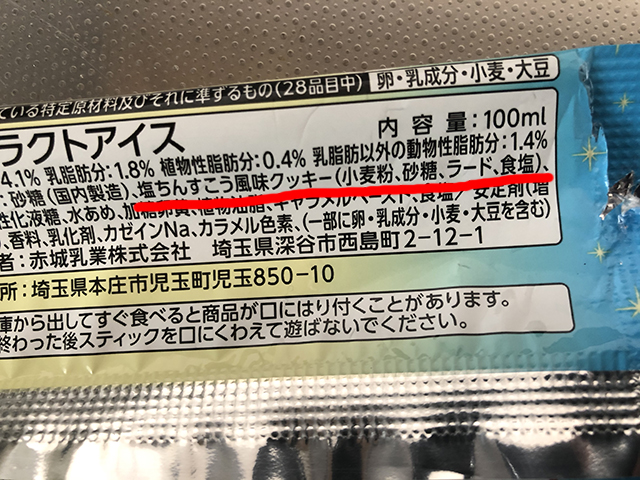 ている特定原材料及びそれに準ずるもの(28品目中) 卵・乳成分・小麦・大豆
ラクトアイス 内容量:100ml
4.1% 乳脂肪分:1.8% 植物性脂肪分:0.4% 乳脂肪以外の動物性脂肪分:1.4%
砂糖(国内製造)、塩ちんすこう風味クッキー(小麦粉、砂糖、ラード、食塩)、
性化液糖、水あめ、加糖卵黄、植物油脂、キャラメルペースト、食塩/安定剤(増
、香料、乳化剤、カゼインNa、カラメル色素、(一部に卵・乳成分・小麦・大豆を含む)
者:赤城乳業株式会社 埼玉県深谷市西島町2-12-1
所:埼玉県本庄市児玉町児玉850-10
庫から出してすぐ食べると商品が口にはり付くことがあります。
終わった後スティックを口にくわえて遊ばないでください。